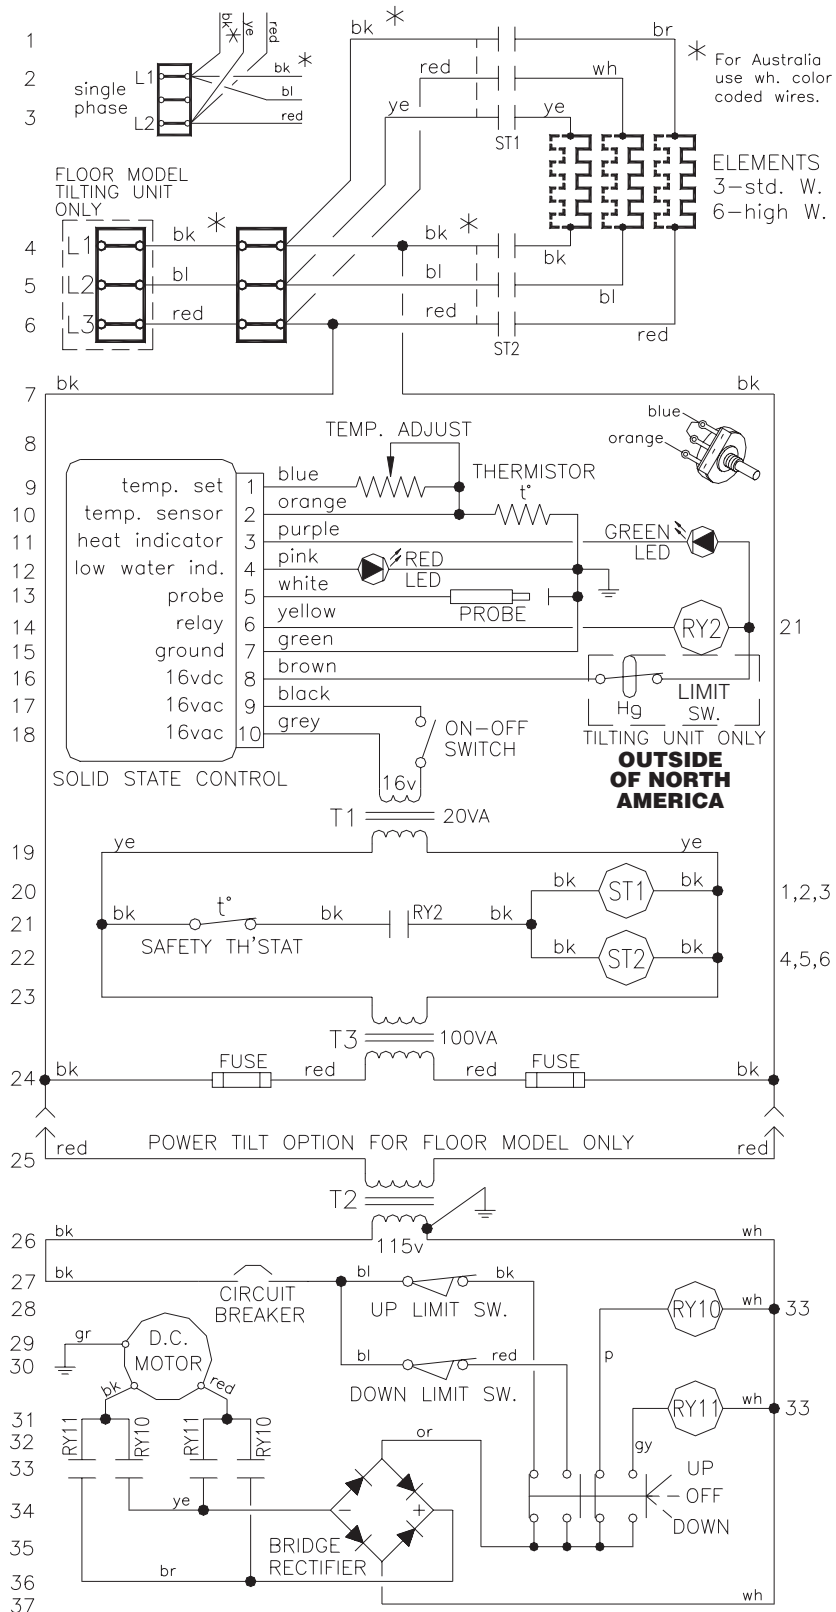 bk ye red
1 bk * br
L1 bk * * For Australia
2 red wh use wh. color
single bl coded wires.
phase
3 L2 red ye ye
ST1
FLOOR MODEL ELEMENTS
TILTING UNIT 3-std. W.
ONLY 6-high W.
4 L1 bk * bk * bk
5 L2 bl bl bl
6 L3 red red red
ST2
7 bk bk
blue
8 TEMP. ADJUST orange
THERMISTOR
9 temp. set 1 blue t°
10 temp. sensor 2 orange
11 heat indicator 3 purple GREEN LED
12 low water ind. 4 pink RED LED
13 probe 5 white PROBE
14 relay 6 yellow RY2 21
15 ground 7 green
16 16vdc 8 brown Hg LIMIT SW.
17 16vac 9 black
18 16vac 10 grey ON-OFF SWITCH
TILTING UNIT ONLY
OUTSIDE
OF NORTH
AMERICA
SOLID STATE CONTROL 16v
T1 20VA
19 ye ye
20 bk ST1 bk 1,2,3
t°
21 bk bk RY2 bk
SAFETY TH'STAT
22 bk ST2 bk 4,5,6
23
T3 100VA
FUSE FUSE
24 bk red red bk
red POWER TILT OPTION FOR FLOOR MODEL ONLY red
25
T2
26 bk 115v wh
27 bk bl bk
CIRCUIT
BREAKER UP LIMIT SW.
28 RY10 wh 33
29 gr D.C.
30 MOTOR bl red p
bk red DOWN LIMIT SW.
31 RY11 RY10 RY11 RY10 RY11 wh 33
32 or gy
33 UP
34 ye - + OFF
DOWN
35 BRIDGE
RECTIFIER
36 br
37 wh